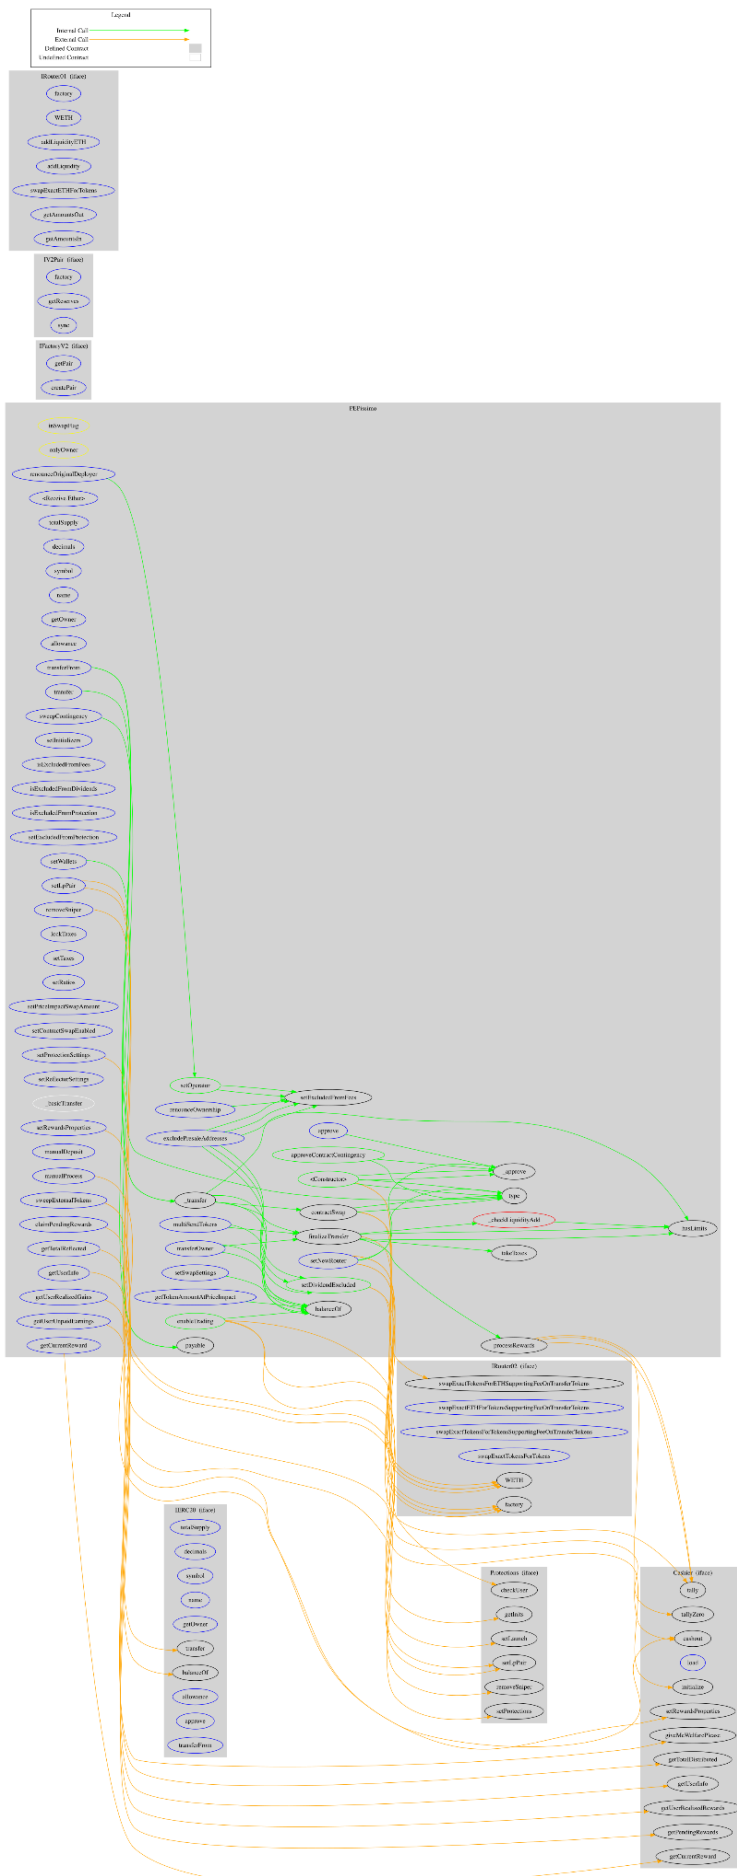 Legend
Internal Call
External Call
Defined Contract
Undefined Contract
IRouter01 (iface)
factory
WETH
addLiquidityETH
addLiquidity
swapExactETHForTokens
getAmountsOut
getAmountsIn
IV2Pair (iface)
factory
getReserves
sync
IFactoryV2 (iface)
getPair
createPair
inSwapFlag
onlyOwner
renounceOriginalDeployer
<Receive Ether>
totalSupply
decimals
symbol
name
getOwner
allowance
transferFrom
transfer
sweepContingency
setInitializers
isExcludedFromFees
isExcludedFromDividends
isExcludedFromProtection
setExcludedFromProtection
setWallets
setLpPair
removeSniper
lockTaxes
setTaxes
setRatios
setPriceImpactSwapAmount
setContractSwapEnabled
setProtectionSettings
setReflectorSettings
_basicTransfer
setRewardsProperties
manualDeposit
manualProcess
sweepExternalTokens
claimPendingRewards
getTotalReflected
getUserInfo
getUserRealizedGains
getUserUnpaidEarnings
getCurrentReward
setOperator
renounceOwnership
excludePresaleAddresses
_transfer
multiSendTokens
transferOwner
setSwapSettings
getTokenAmountAtPriceImpact
enableTrading
payable
setExcludedFromFees
approve
approveContractContingency
<Constructor>
contractSwap
finalizeTransfer
setNewRouter
setDividendExcluded
balanceOf
_approve
type
_checkLiquidityAdd
takeTaxes
processRewards
_hasLimits
IRouter02 (iface)
swapExactTokensForETHSupportingFeeOnTransferTokens
swapExactETHForTokensSupportingFeeOnTransferTokens
swapExactTokensForTokensSupportingFeeOnTransferTokens
swapExactTokensForTokens
WETH
factory
IERC20 (iface)
totalSupply
decimals
symbol
name
getOwner
transfer
balanceOf
allowance
approve
transferFrom
Protections (iface)
checkUser
getInits
setLaunch
setLpPair
removeSniper
setProtections
Cashier (iface)
tally
tallyZero
cashout
load
initialize
setRewardsProperties
giveMeWelfarePlease
getTotalDistributed
getUserInfo
getUserRealizedRewards
getPendingRewards
getCurrentReward